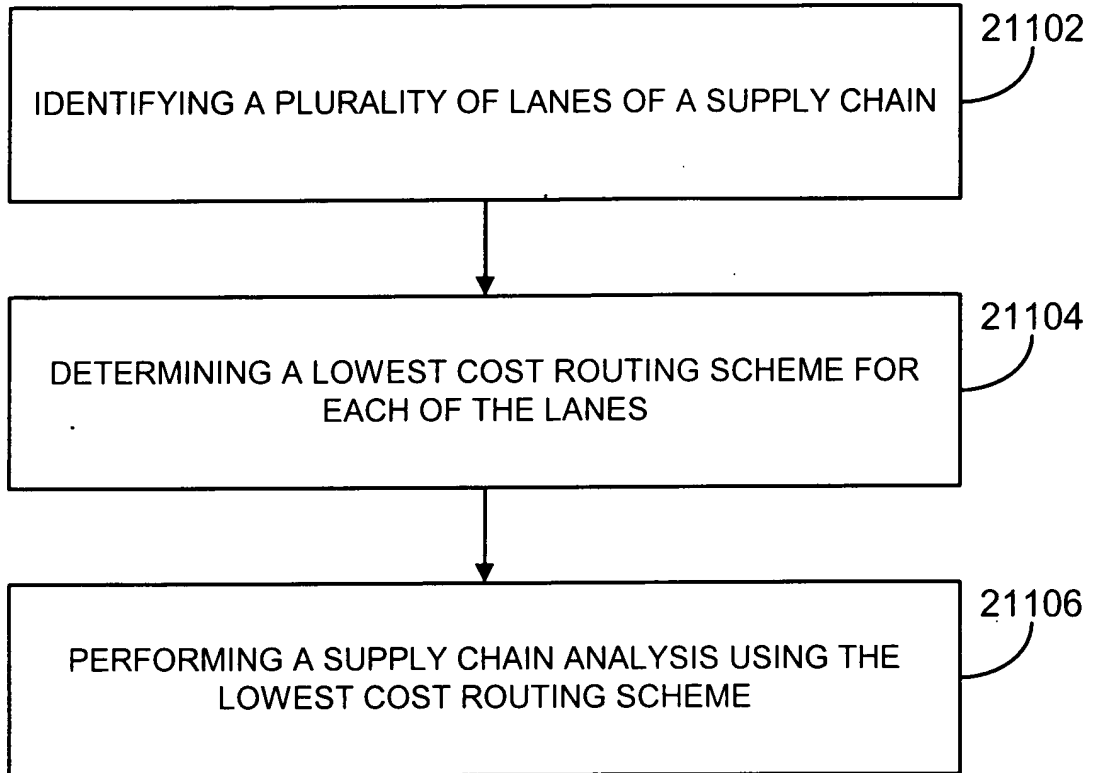 21102
IDENTIFYING A PLURALITY OF LANES OF A SUPPLY CHAIN
21104
DETERMINING A LOWEST COST ROUTING SCHEME FOR
EACH OF THE LANES
21106
PERFORMING A SUPPLY CHAIN ANALYSIS USING THE
LOWEST COST ROUTING SCHEME